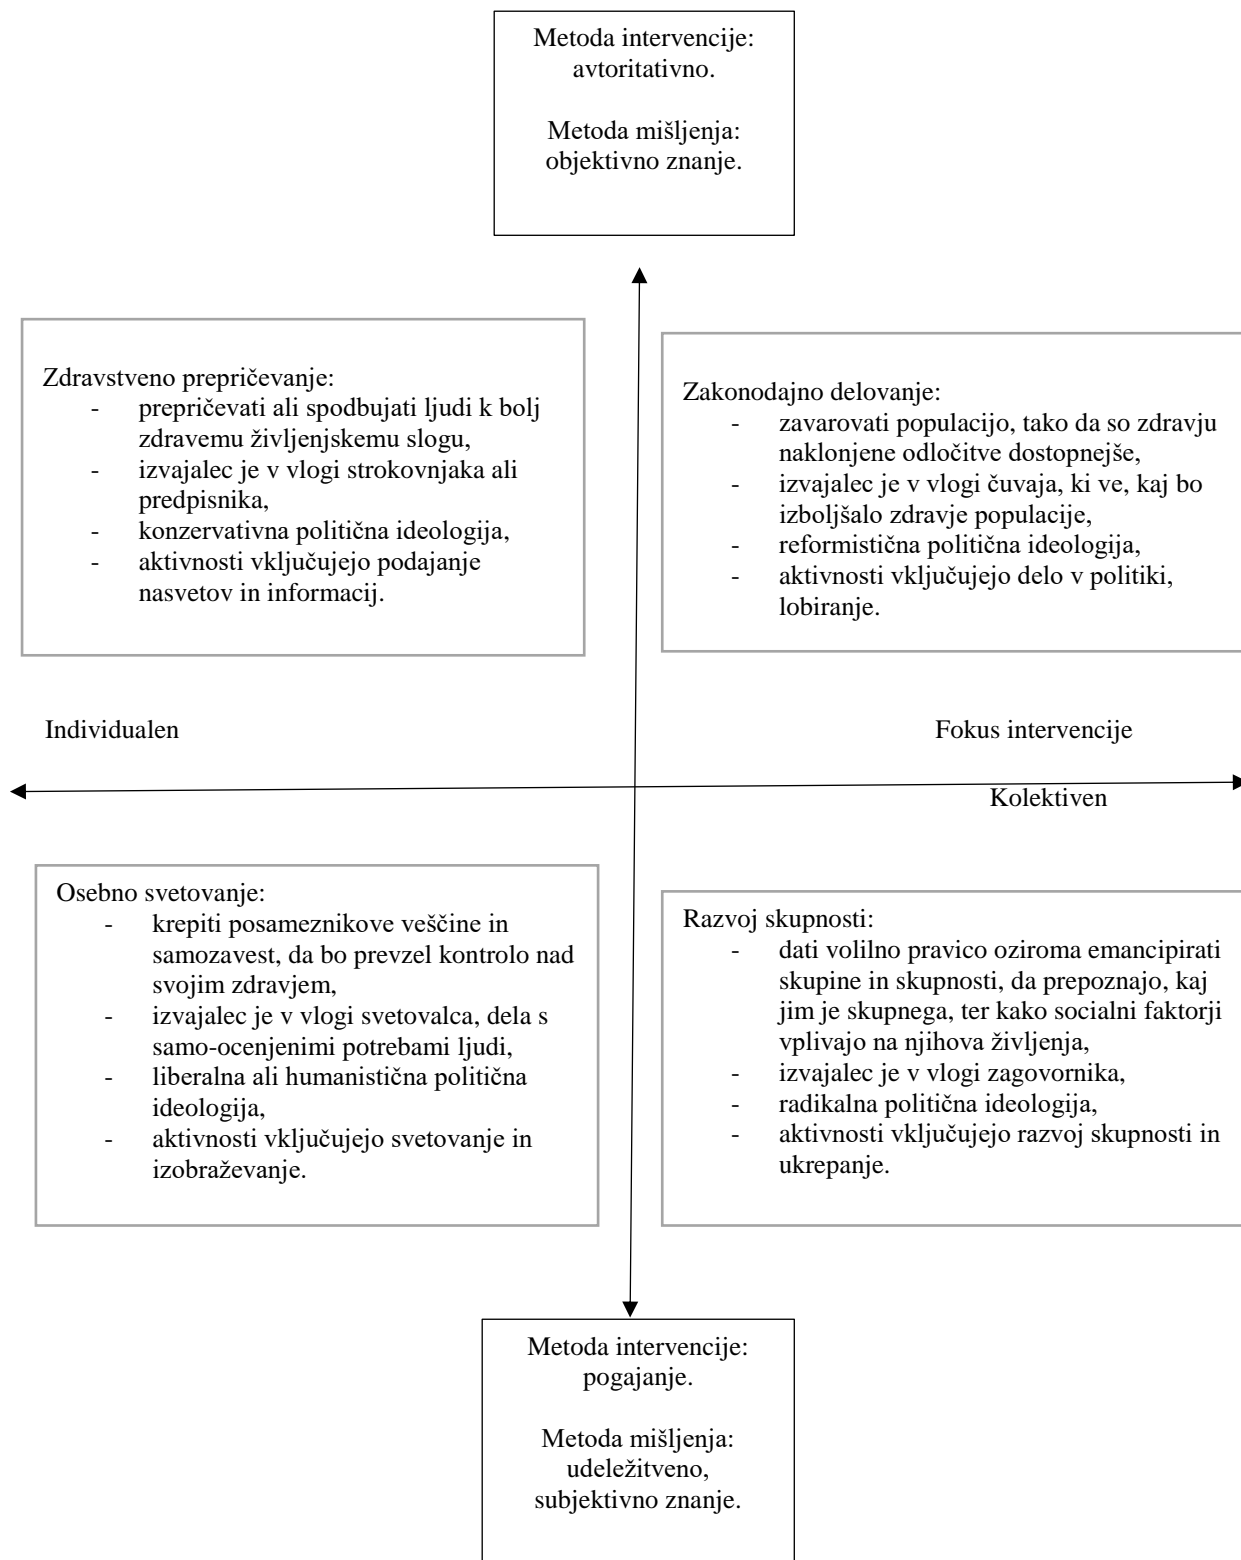 Metoda intervencije:
avtoritativno.
Metoda mišljenja:
objektivno znanje.
Zdravstveno prepričevanje:
- prepričevati ali spodbujati ljudi k bolj
zdravemu življenjskemu slogu,
- izvajalec je v vlogi strokovnjaka ali
predpisnika,
- konzervativna politična ideologija,
- aktivnosti vključujejo podajanje
nasvetov in informacij.
Zakonodajno delovanje:
- zavarovati populacijo, tako da so zdravju
naklonjene odločitve dostopnejše,
- izvajalec je v vlogi čuvaja, ki ve, kaj bo
izboljšalo zdravje populacije,
- reformistična politična ideologija,
- aktivnosti vključujejo delo v politiki,
lobiranje.
Individualen
Fokus intervencije
Kolektiven
Osebno svetovanje:
- krepiti posameznikove veščine in
samozavest, da bo prevzel kontrolo nad
svojim zdravjem,
- izvajalec je v vlogi svetovalca, dela s
samo-ocenjenimi potrebami ljudi,
- liberalna ali humanistična politična
ideologija,
- aktivnosti vključujejo svetovanje in
izobraževanje.
Razvoj skupnosti:
- dati volilno pravico oziroma emancipirati
skupine in skupnosti, da prepoznajo, kaj
jim je skupnega, ter kako socialni faktorji
vplivajo na njihova življenja,
- izvajalec je v vlogi zagovornika,
- radikalna politična ideologija,
- aktivnosti vključujejo razvoj skupnosti in
ukrepanje.
Metoda intervencije:
pogajanje.
Metoda mišljenja:
udeležitveno,
subjektivno znanje.